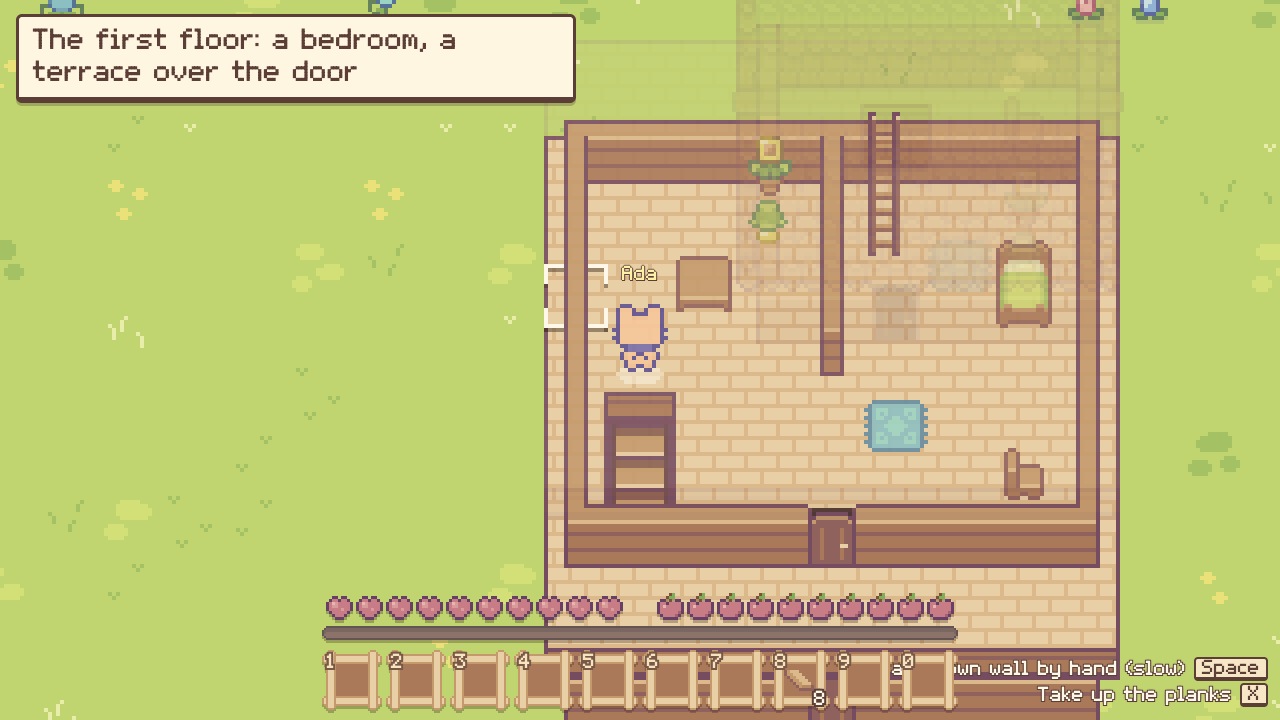 The first floor: a bedroom, a
terrace over the door
Ada
1 2 3 4 5 6 7 8 9 0
8
wn wall by hand (slow) Space
Take up the planks X